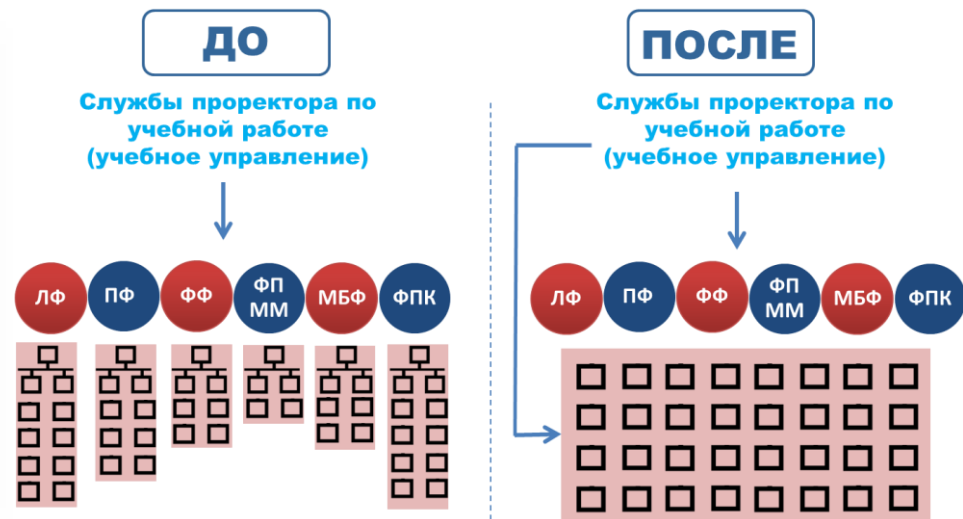 ДО
Службы проректора по
учебной работе
(учебное управление)
ЛФ
ПФ
ФФ
ФП
ММ
МБФ
ФПК
ПОСЛЕ
Службы проректора по
учебной работе
(учебное управление)
ЛФ
ПФ
ФФ
ФП
ММ
МБФ
ФПК